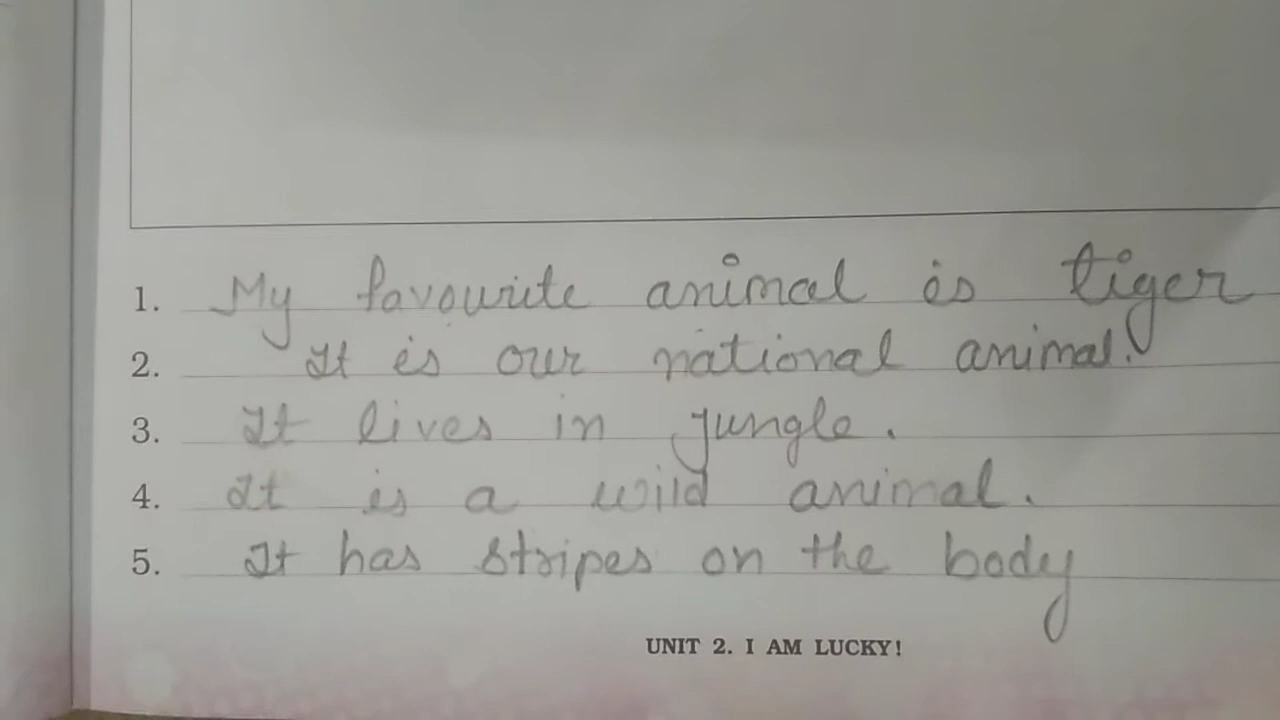 1. My favourite animal is tiger
2. It is our national animal.
3. It lives in jungle.
4. It is a wild animal.
5. It has stripes on the body
UNIT 2. I AM LUCKY!